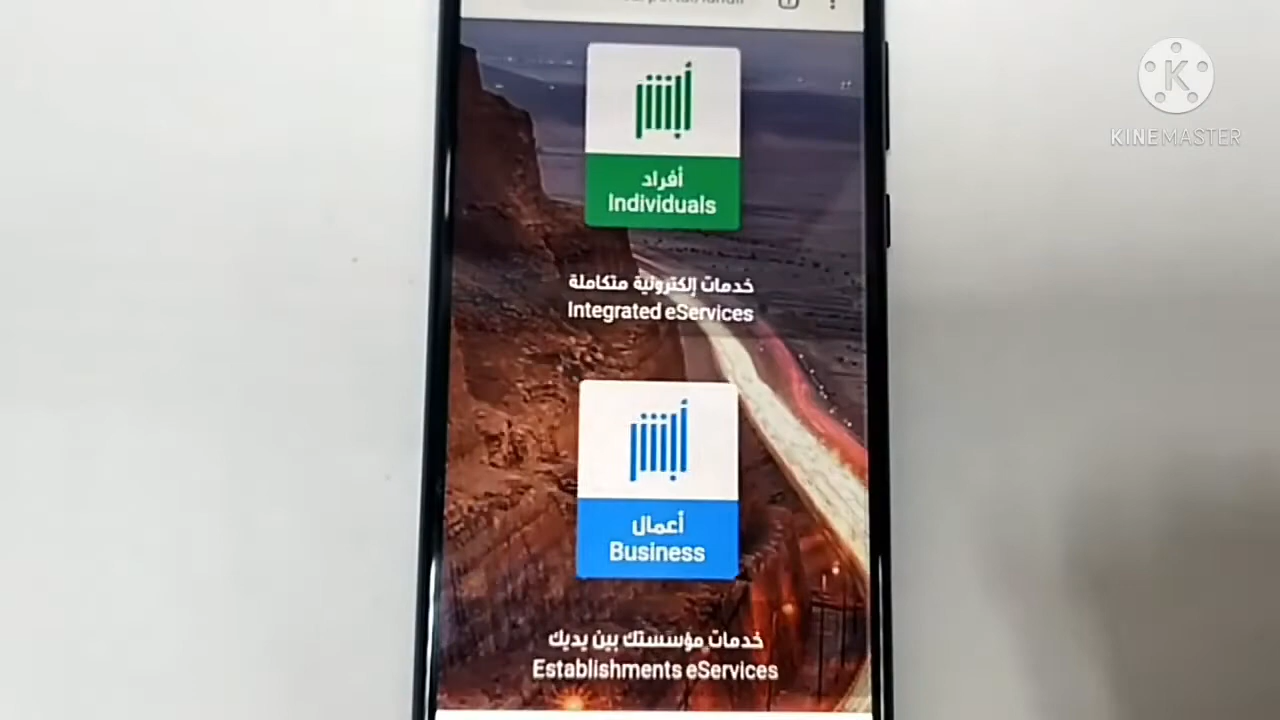 أبشر
أفراد
Individuals
خدمات إلكترونية متكاملة
Integrated eServices
أبشر
أعمال
Business
خدمات مؤسستك بين يديك
Establishments eServices
K
KINEMASTER